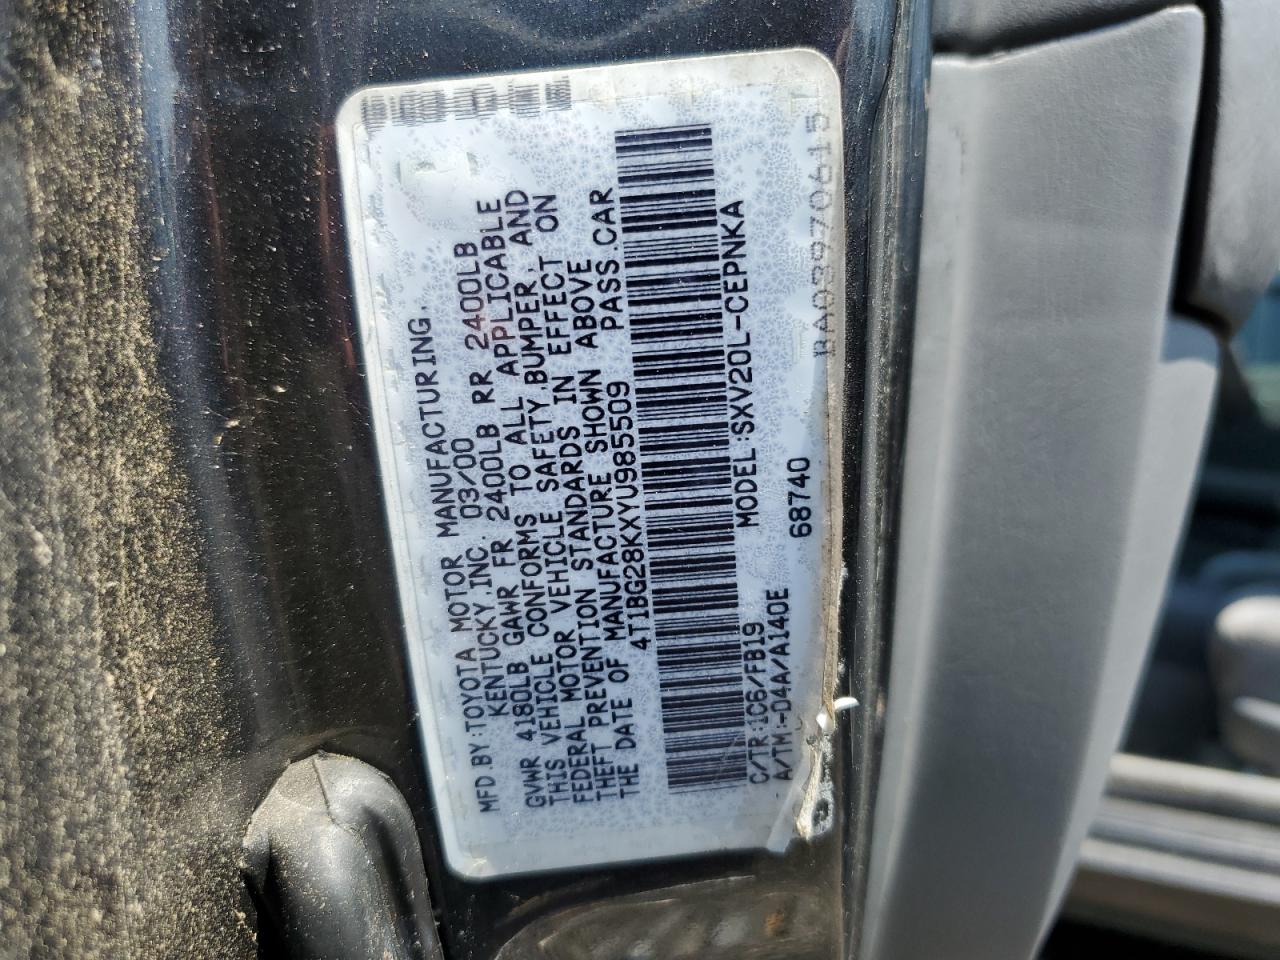 MFD.BY:TOYOTA MOTOR MANUFACTURING,
KENTUCKY,INC. 03/00
GVWR 4180LB GAWR FR 2400LB RR 2400LB
THIS VEHICLE CONFORMS TO ALL APPLICABLE
FEDERAL MOTOR VEHICLE SAFETY,BUMPER, AND
THEFT PREVENTION STANDARDS IN EFFECT ON
THE DATE OF MANUFACTURE SHOWN ABOVE
4T1BG28KXYU985509 PASS.CAR
MODEL:SXV20L-CEPNKA
C/TR:1C6/FB19
A/TM:-04A/A140E 68740
BA03970615